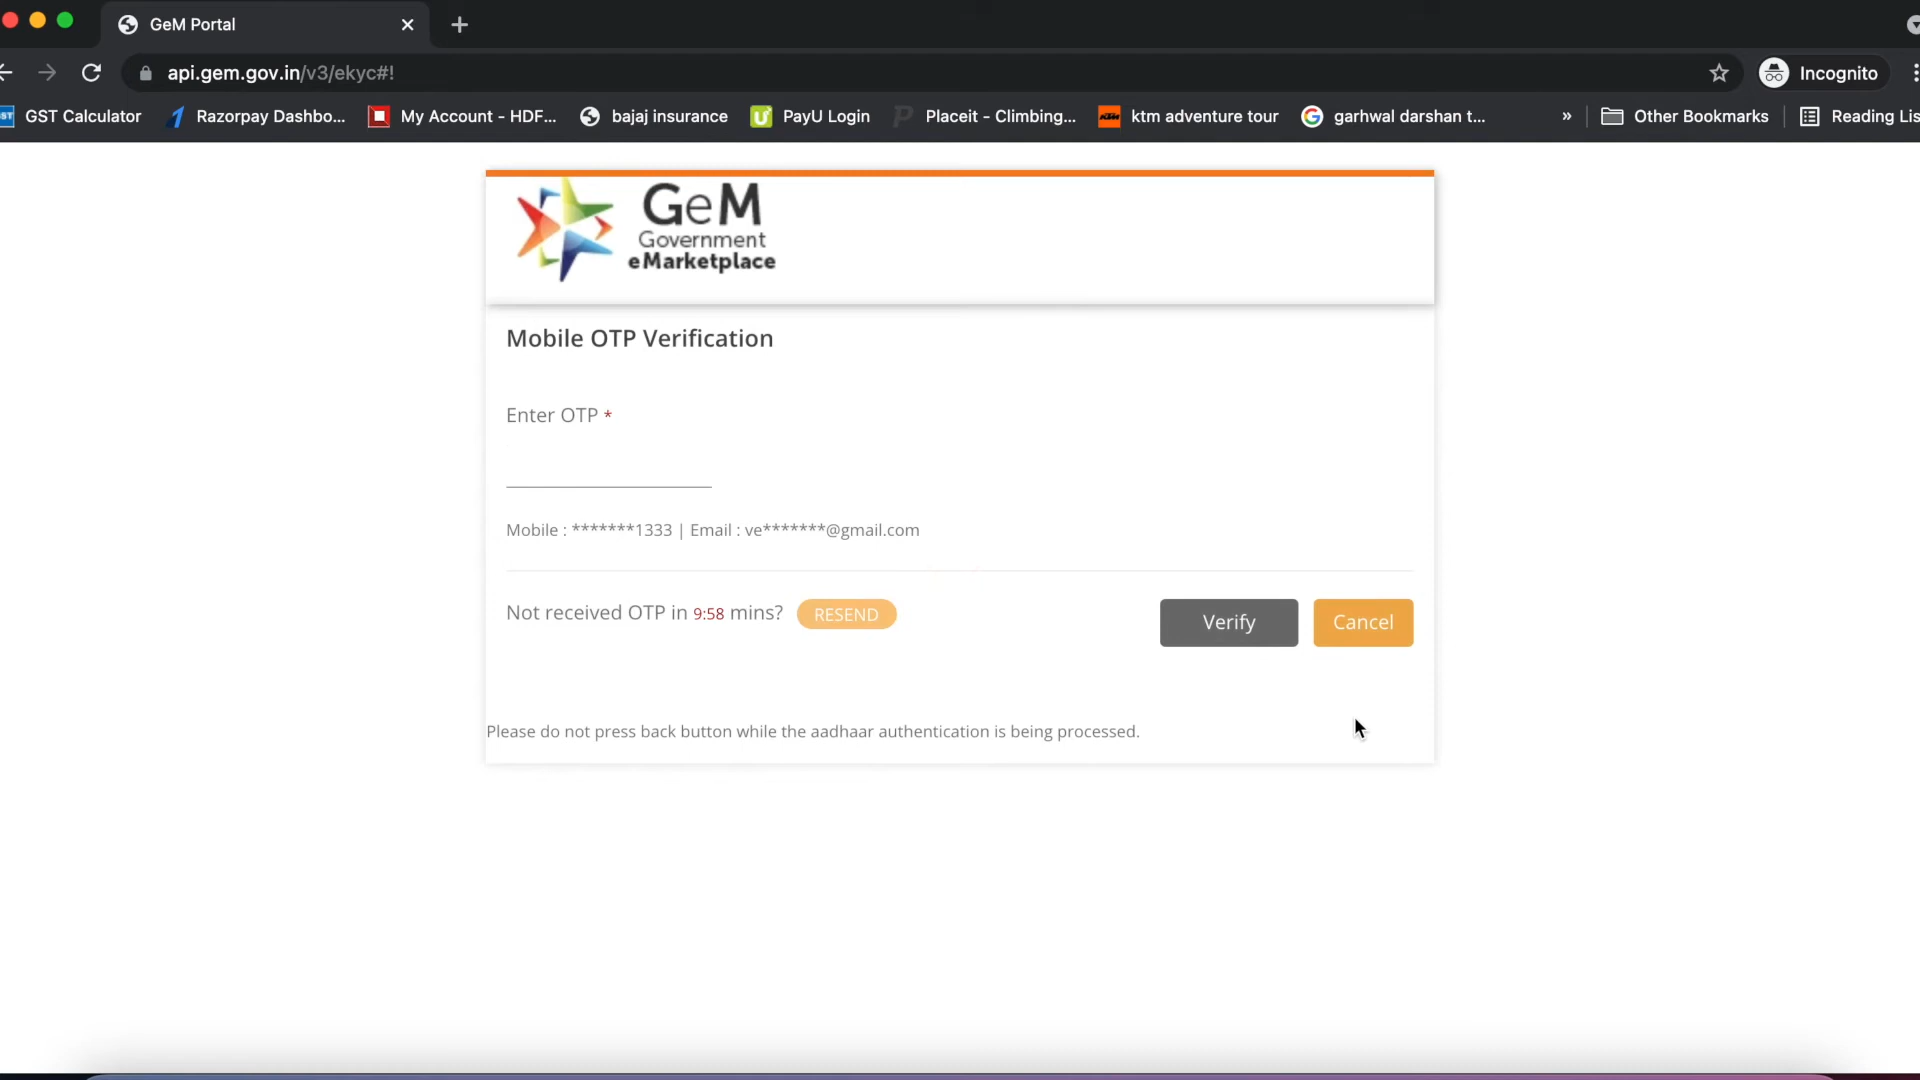 GeM Portal
api.gem.gov.in/v3/ekyc#!
Incognito
GST Calculator Razorpay Dashbo... My Account - HDF... bajaj insurance PayU Login Placeit - Climbing... ktm adventure tour garhwal darshan t... » Other Bookmarks Reading Lis
GeM
Government
eMarketplace
Mobile OTP Verification
Enter OTP *
Mobile : *******1333 | Email : ve*******@gmail.com
Not received OTP in 9:58 mins? RESEND Verify Cancel
Please do not press back button while the aadhaar authentication is being processed.